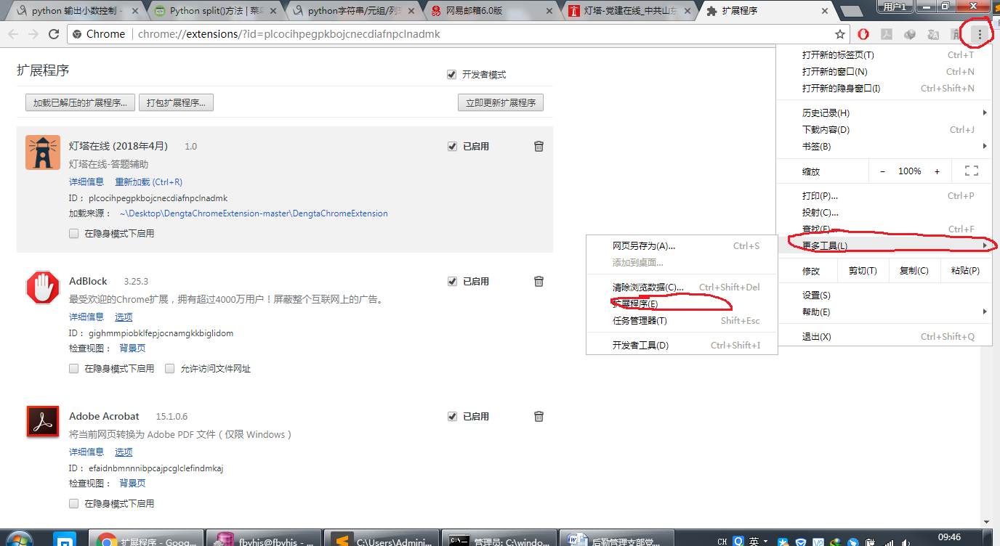 python 输出小数控制 -
Python split()方法 | 菜鸟
python字符串/元组/列表
网易邮箱6.0版
灯塔-党建在线_中共山东
扩展程序
用户1
Chrome chrome://extensions/?id=plcocihpegpkbojcnecdiafnpclnadmk
扩展程序
开发者模式
加载已解压的扩展程序...
打包扩展程序...
立即更新扩展程序
灯塔在线 (2018年4月) 1.0
已启用
灯塔在线-答题辅助
详细信息 重新加载 (Ctrl+R)
ID： plcocihpegpkbojcnecdiafnpclnadmk
加载来源： ~\Desktop\DengtaChromeExtension-master\DengtaChromeExtension
在隐身模式下启用
AdBlock 3.25.3
已启用
最受欢迎的Chrome扩展，拥有超过4000万用户！屏蔽整个互联网上的广告。
详细信息 选项
ID： gighmmpiobklfepjocnamgkkbiglidom
检查视图： 背景页
在隐身模式下启用 允许访问文件网址
Adobe Acrobat 15.1.0.6
已启用
将当前网页转换为 Adobe PDF 文件（仅限 Windows）
详细信息 选项
ID： efaidnbmnnnibpcajpcglclefindmkaj
检查视图： 背景页
在隐身模式下启用
打开新的标签页(T) Ctrl+T
打开新的窗口(N) Ctrl+N
打开新的隐身窗口(I) Ctrl+Shift+N
历史记录(H)
下载内容(D) Ctrl+J
书签(B)
缩放 - 100% +
打印(P)... Ctrl+P
投射(C)...
查找(F)... Ctrl+F
更多工具(L)
修改 剪切(T) 复制(C) 粘贴(P)
设置(S)
帮助(E)
退出(X) Ctrl+Shift+Q
网页另存为(A)... Ctrl+S
添加到桌面...
清除浏览数据(C)... Ctrl+Shift+Del
扩展程序(E)
任务管理器(T) Shift+Esc
开发者工具(D) Ctrl+Shift+I
扩展程序 - Goog...
fbyhis@fbyhis - ...
C:\Users\Admini...
管理员: C:\windo...
后勤管理支部党...
CH
英
09:46